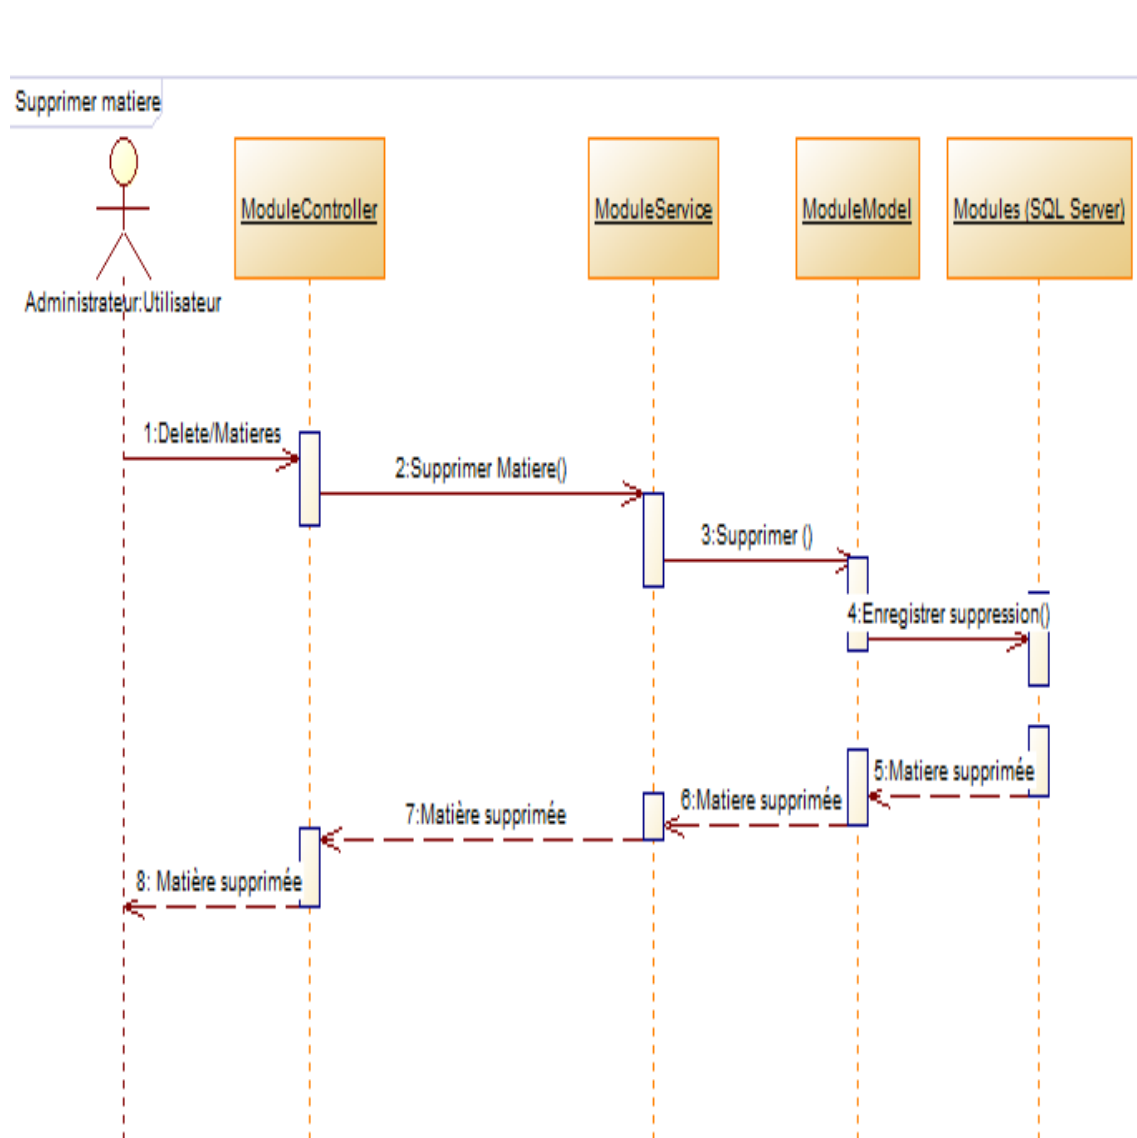 Supprimer matiere
ModuleController
ModuleService
ModuleModel
Modules (SQL Server)
Administrateur:Utilisateur
1:Delete/Matieres
2:Supprimer Matiere()
3:Supprimer ()
4:Enregistrer suppression()
5:Matiere supprimée
6:Matiere supprimée
7:Matière supprimée
8: Matière supprimée